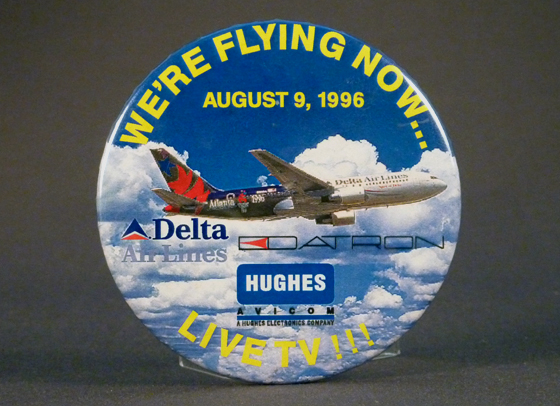 WE'RE FLYING NOW...
AUGUST 9, 1996
Delta Air Lines
Atlanta 1996
Delta
Air Lines
DATRON
HUGHES
AVICOM
A HUGHES ELECTRONICS COMPANY
LIVE TV!!!